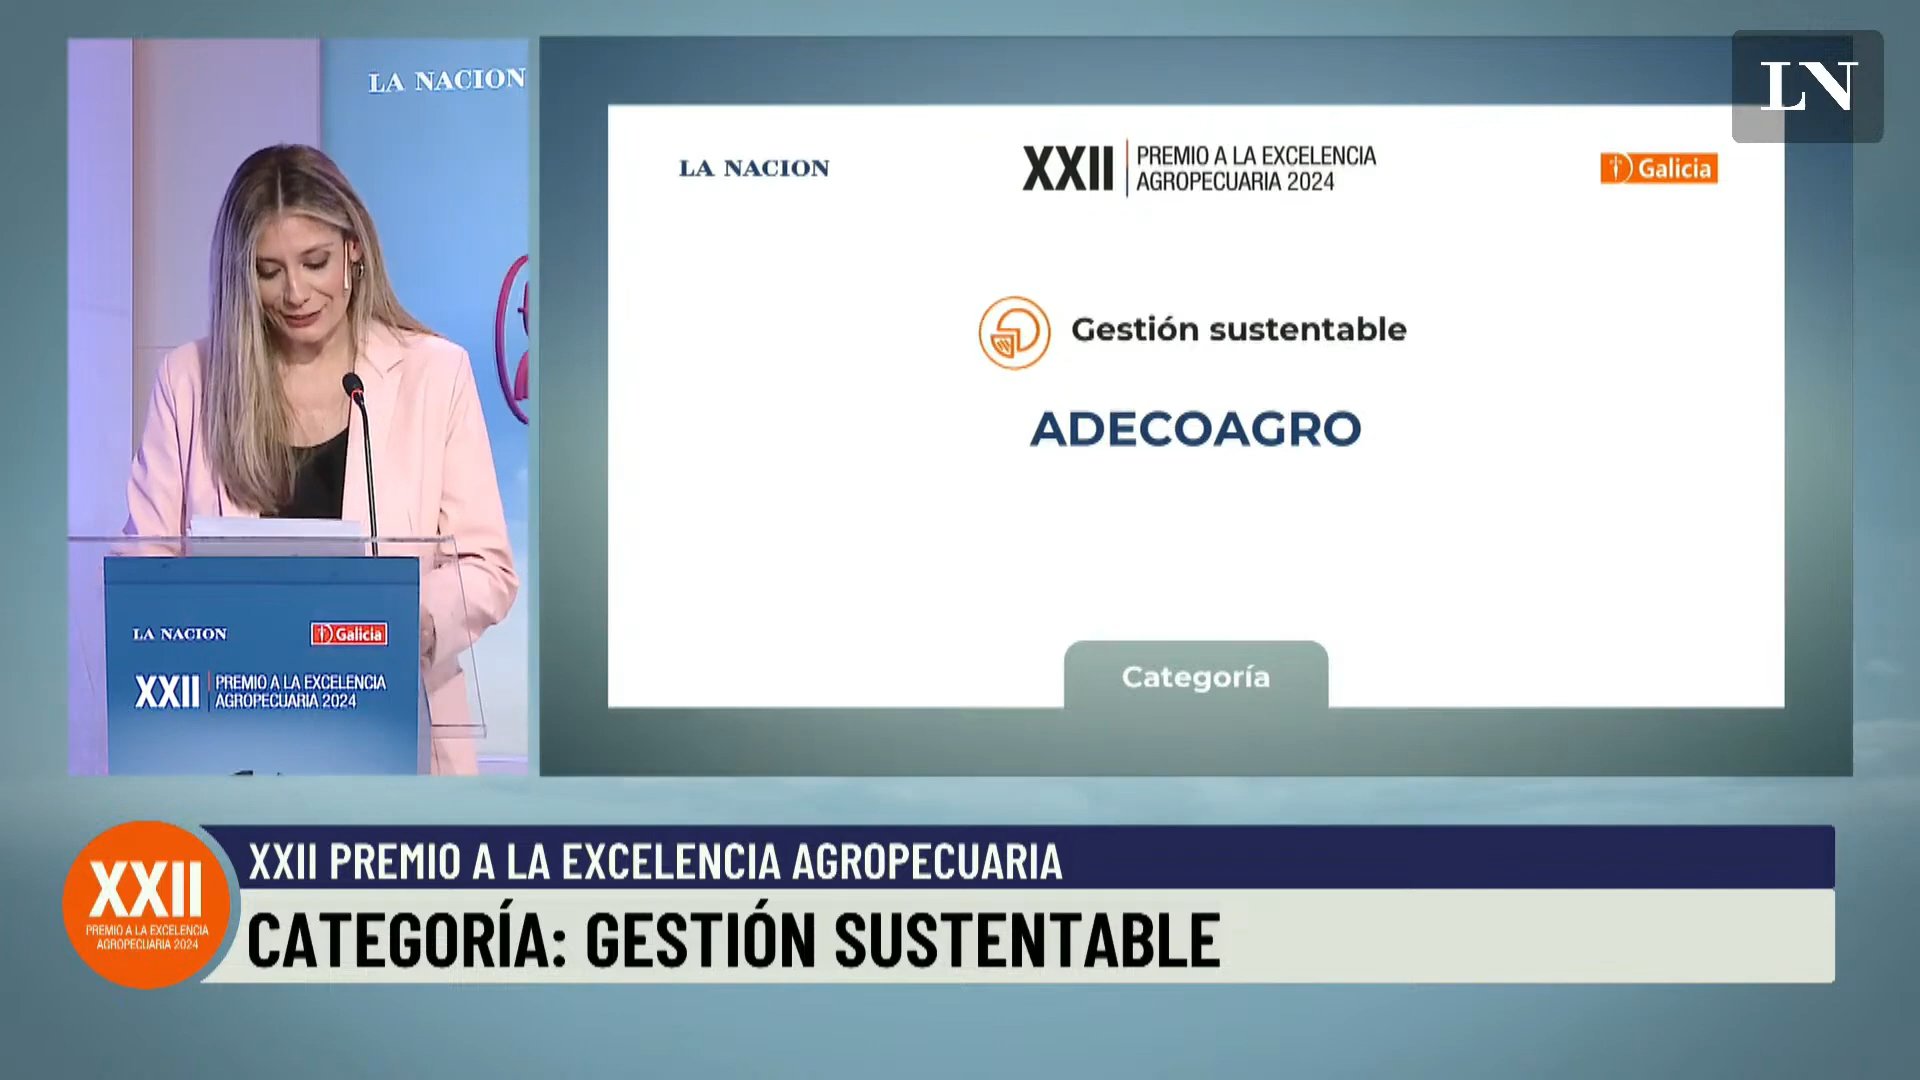 LA NACION
LN
LA NACION
XXII
PREMIO A LA EXCELENCIA
AGROPECUARIA 2024
Galicia
Gestión sustentable
ADECOAGRO
Categoría
LA NACION
Galicia
XXII
PREMIO A LA EXCELENCIA
AGROPECUARIA 2024
XXII
PREMIO A LA EXCELENCIA
AGROPECUARIA 2024
XXII PREMIO A LA EXCELENCIA AGROPECUARIA
CATEGORÍA: GESTIÓN SUSTENTABLE